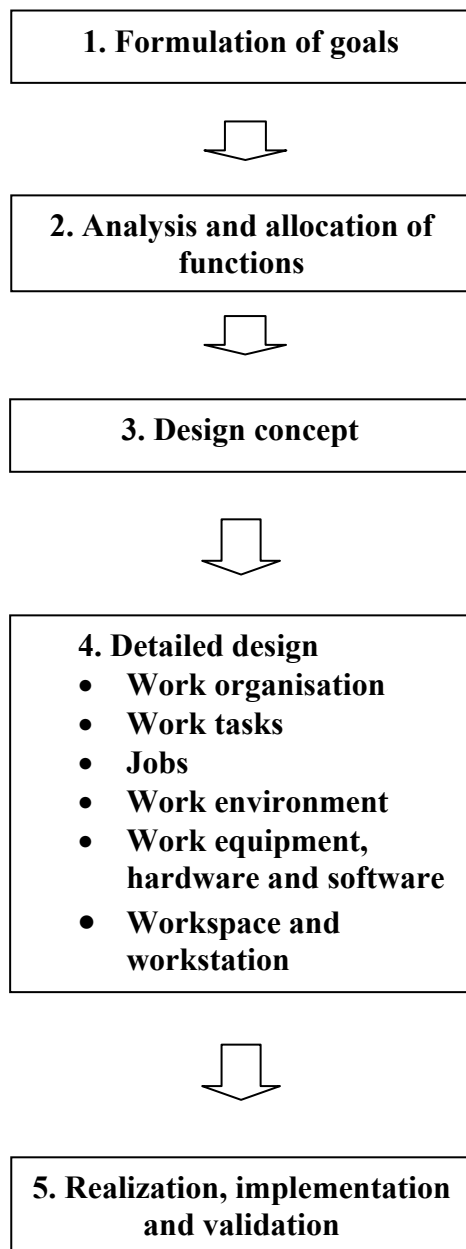 1. Formulation of goals
2. Analysis and allocation of
functions
3. Design concept
4. Detailed design
• Work organisation
• Work tasks
• Jobs
• Work environment
• Work equipment,
hardware and software
• Workspace and
workstation
5. Realization, implementation
and validation